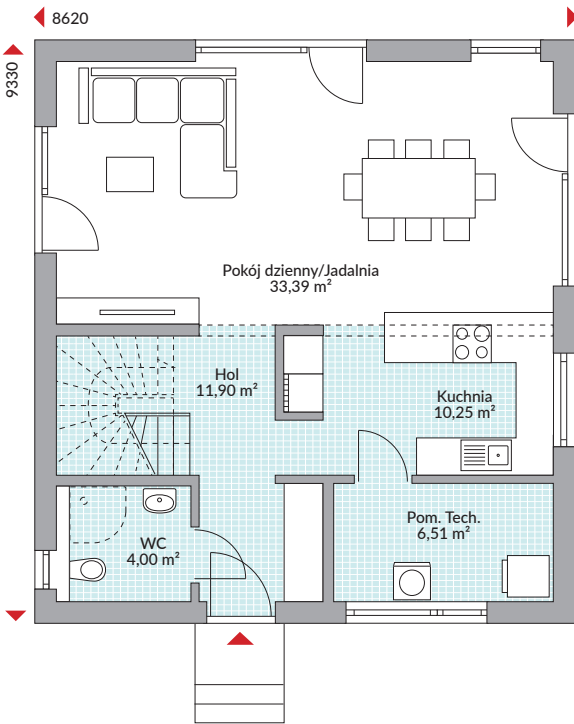 8620
9330
Pokój dzienny/Jadalnia
33,39 m²
Hol
11,90 m²
Kuchnia
10,25 m²
WC
4,00 m²
Pom. Tech.
6,51 m²